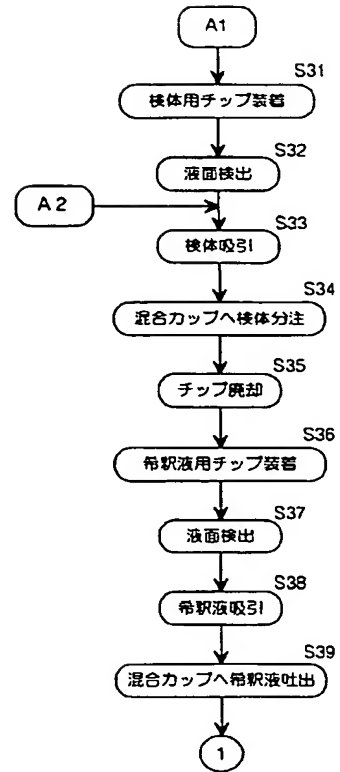 A1
S31
検体用チップ装着
S32
液面検出
A2
S33
検体吸引
S34
混合カップへ検体分注
S35
チップ廃却
S36
希釈液用チップ装着
S37
液面検出
S38
希釈液吸引
S39
混合カップへ希釈液吐出
1